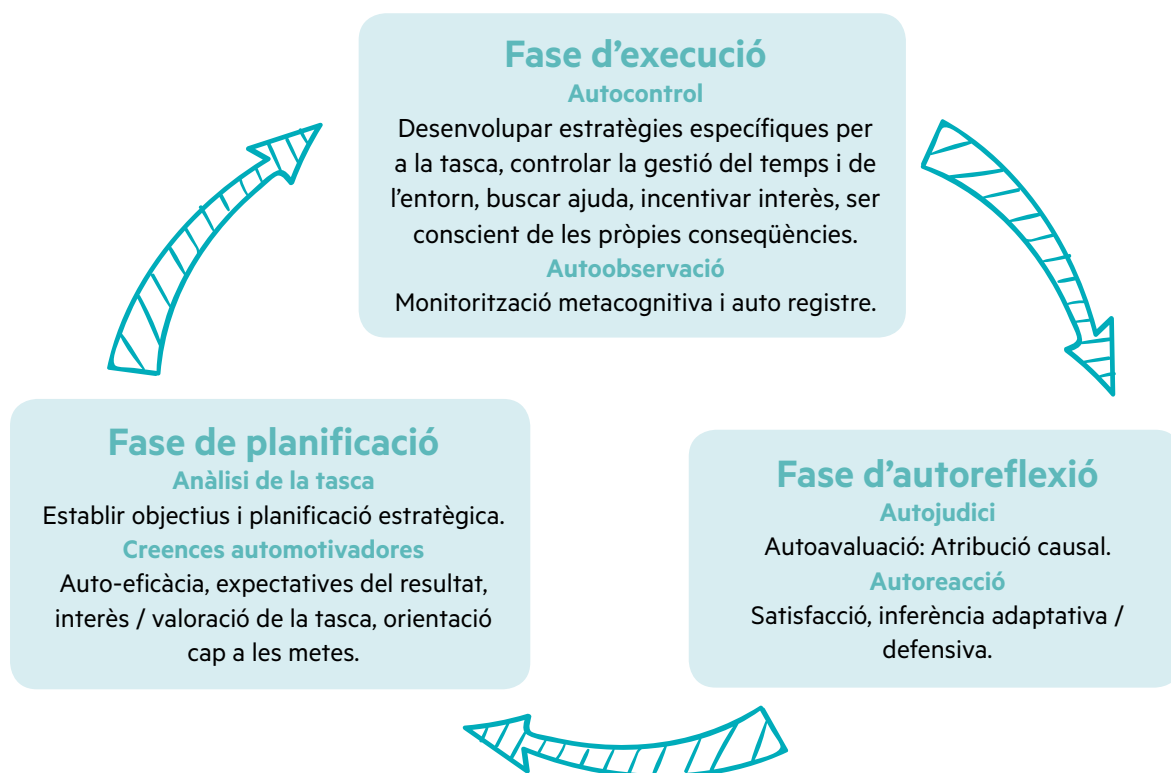 Fase d’execució
Autocontrol
Desenvolupar estratègies específiques per
a la tasca, controlar la gestió del temps i de
l’entorn, buscar ajuda, incentivar interès, ser
conscient de les pròpies conseqüències.
Autoobservació
Monitorització metacognitiva i auto registre.
Fase de planificació
Anàlisi de la tasca
Establir objectius i planificació estratègica.
Creences automotivadores
Auto-eficàcia, expectatives del resultat,
interès / valoració de la tasca, orientació
cap a les metes.
Fase d’autoreflexió
Autojudici
Autoavaluació: Atribució causal.
Autoreacció
Satisfacció, inferència adaptativa /
defensiva.